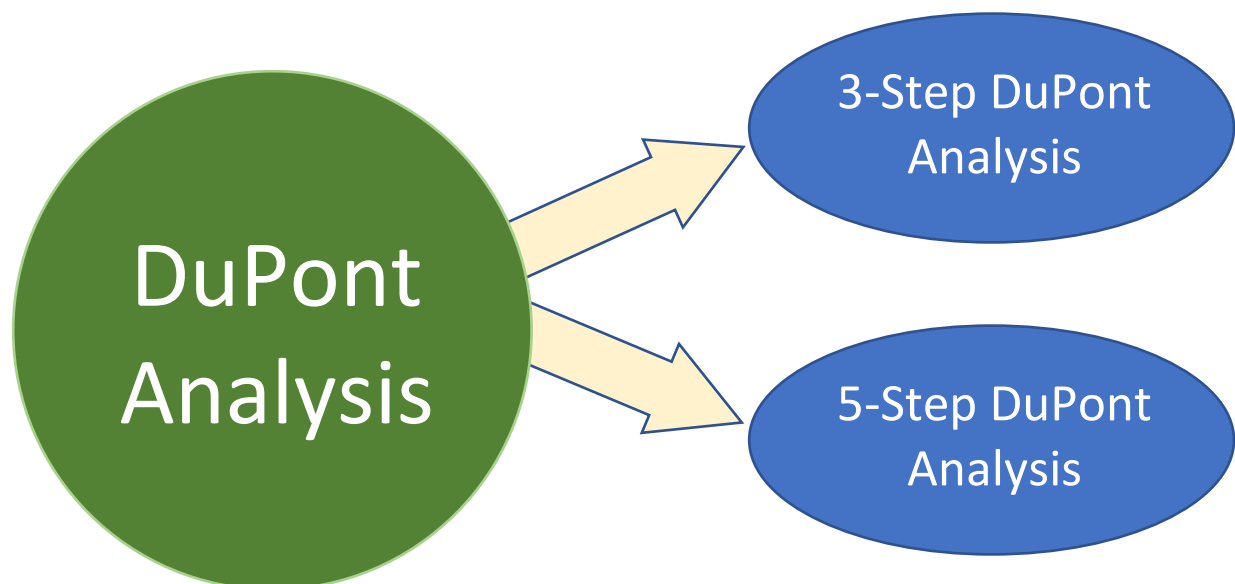 DuPont
Analysis
3-Step DuPont
Analysis
5-Step DuPont
Analysis